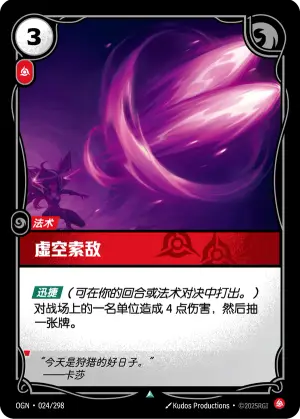 3
法术
虚空索敌
迅捷 （可在你的回合或法术对决中打出。）
对战场上的一名单位造成 4 点伤害，然后抽
一张牌。
"今天是狩猎的好日子。"
——卡莎
OGN • 024/298
Kudos Productions • ©2025RGI